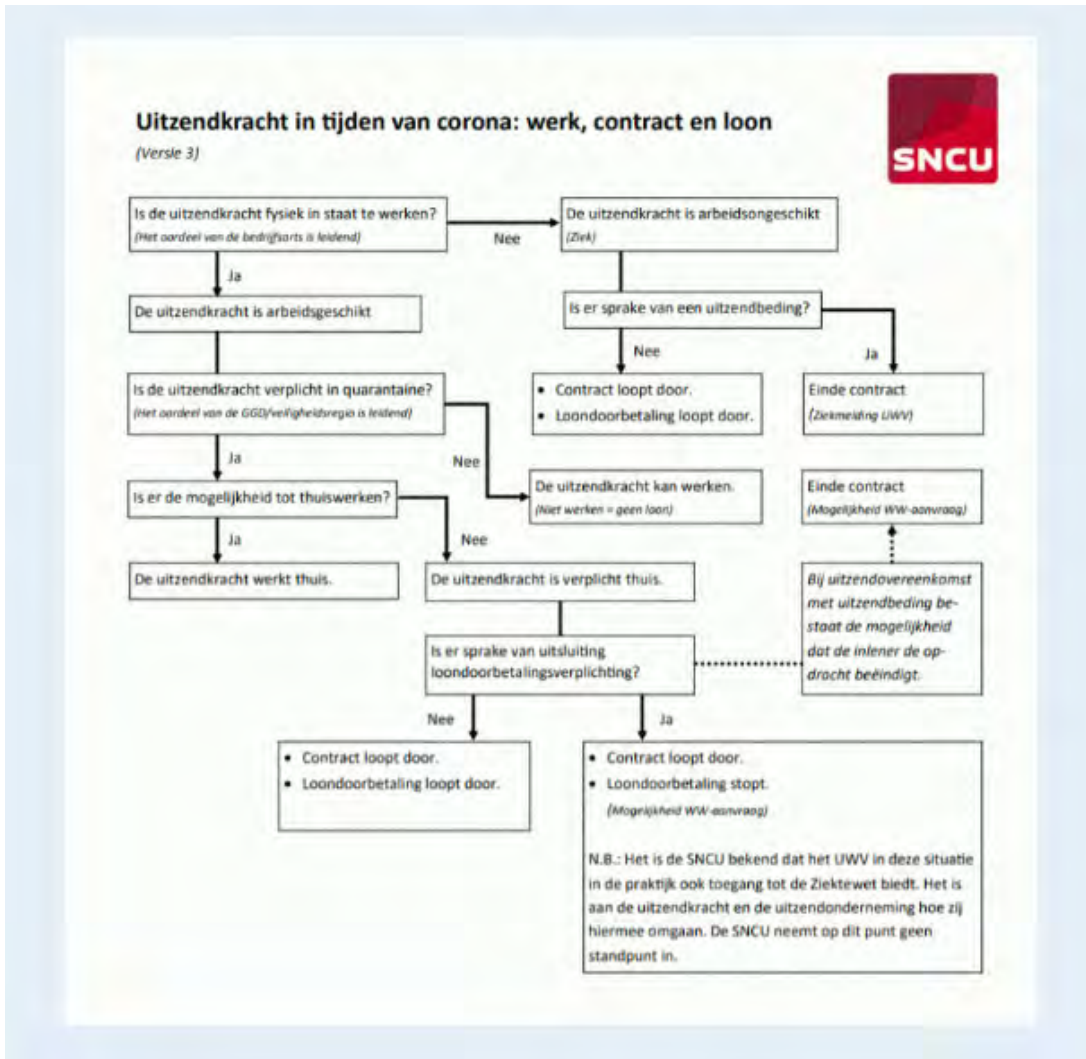 Uitzendkracht in tijden van corona: werk, contract en loon
(Versie 3)
SNCU
Is de uitzendkracht fysiek in staat te werken?
(Het oordeel van de bedrijfsarts is leidend)
Nee
De uitzendkracht is arbeidsongeschikt
(Ziek)
Ja
De uitzendkracht is arbeidsgeschikt
Is er sprake van een uitzendbeding?
Nee
Ja
Is de uitzendkracht verplicht in quarantaine?
(Het oordeel van de GGD/veiligheidsregio is leidend)
• Contract loopt door.
• Loondoorbetaling loopt door.
Einde contract
(Ziekmelding UWV)
Ja
Nee
Is er de mogelijkheid tot thuiswerken?
De uitzendkracht kan werken.
(Niet werken = geen loon)
Einde contract
(Mogelijkheid WW-aanvraag)
Ja
Nee
De uitzendkracht werkt thuis.
De uitzendkracht is verplicht thuis.
Bij uitzendovereenkomst
met uitzendbeding be-
staat de mogelijkheid
dat de inlener de op-
dracht beëindigt.
Is er sprake van uitsluiting
loondoorbetalingsverplichting?
Nee
Ja
• Contract loopt door.
• Loondoorbetaling loopt door.
• Contract loopt door.
• Loondoorbetaling stopt.
(Mogelijkheid WW-aanvraag)
N.B.: Het is de SNCU bekend dat het UWV in deze situatie
in de praktijk ook toegang tot de Ziektewet biedt. Het is
aan de uitzendkracht en de uitzendonderneming hoe zij
hiermee omgaan. De SNCU neemt op dit punt geen
standpunt in.